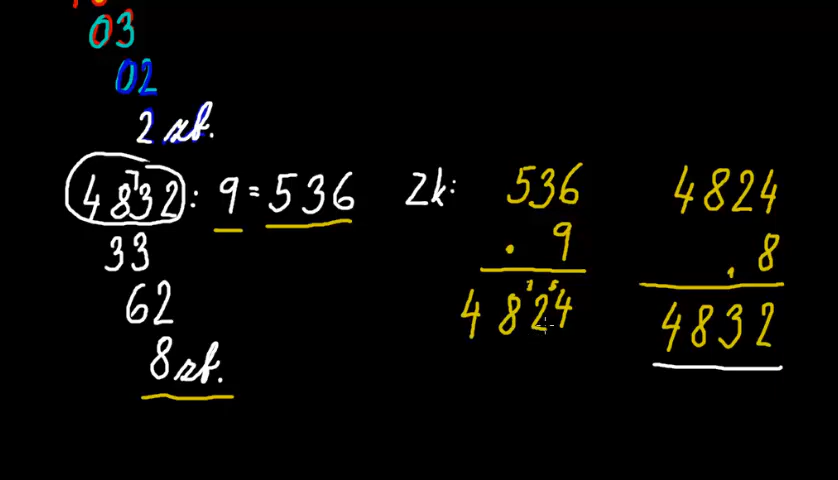 03
02
2 zb.
4832 : 9 = 536
33
62
8 zb.
Zk:
536
. 9
4824
4824
. 8
4832